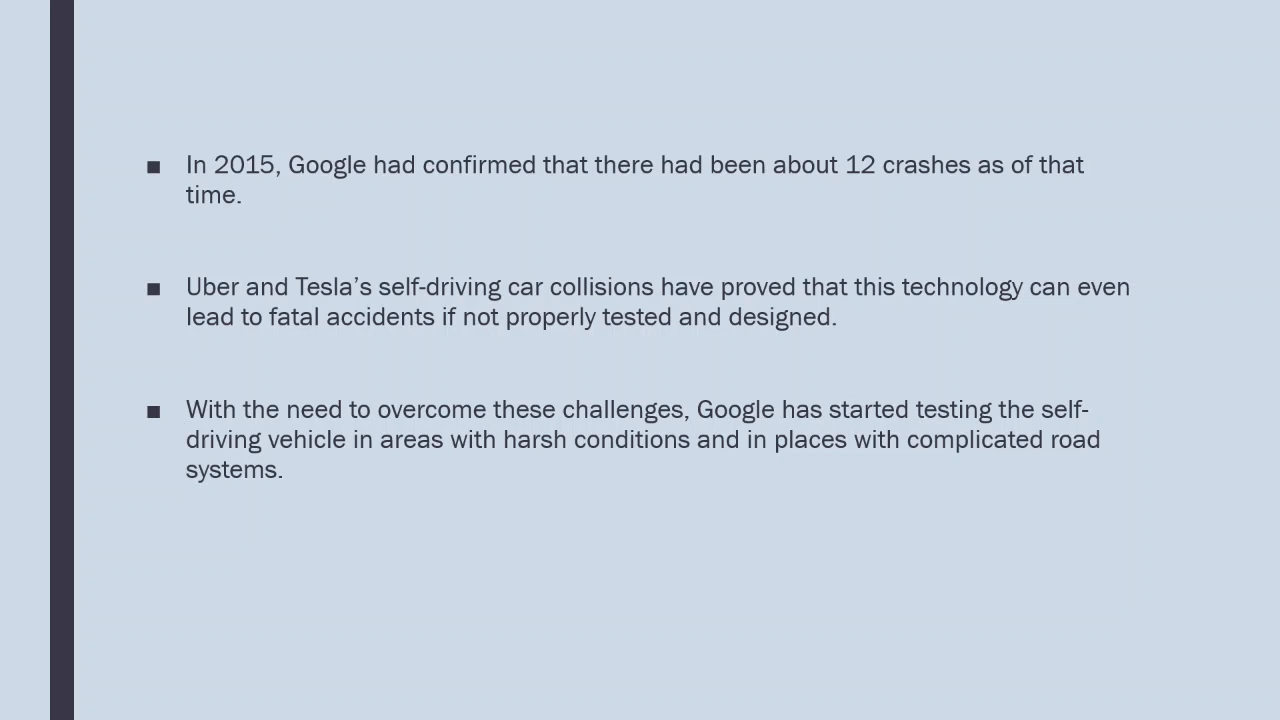 ■ In 2015, Google had confirmed that there had been about 12 crashes as of that
time.
■ Uber and Tesla’s self-driving car collisions have proved that this technology can even
lead to fatal accidents if not properly tested and designed.
■ With the need to overcome these challenges, Google has started testing the self-
driving vehicle in areas with harsh conditions and in places with complicated road
systems.